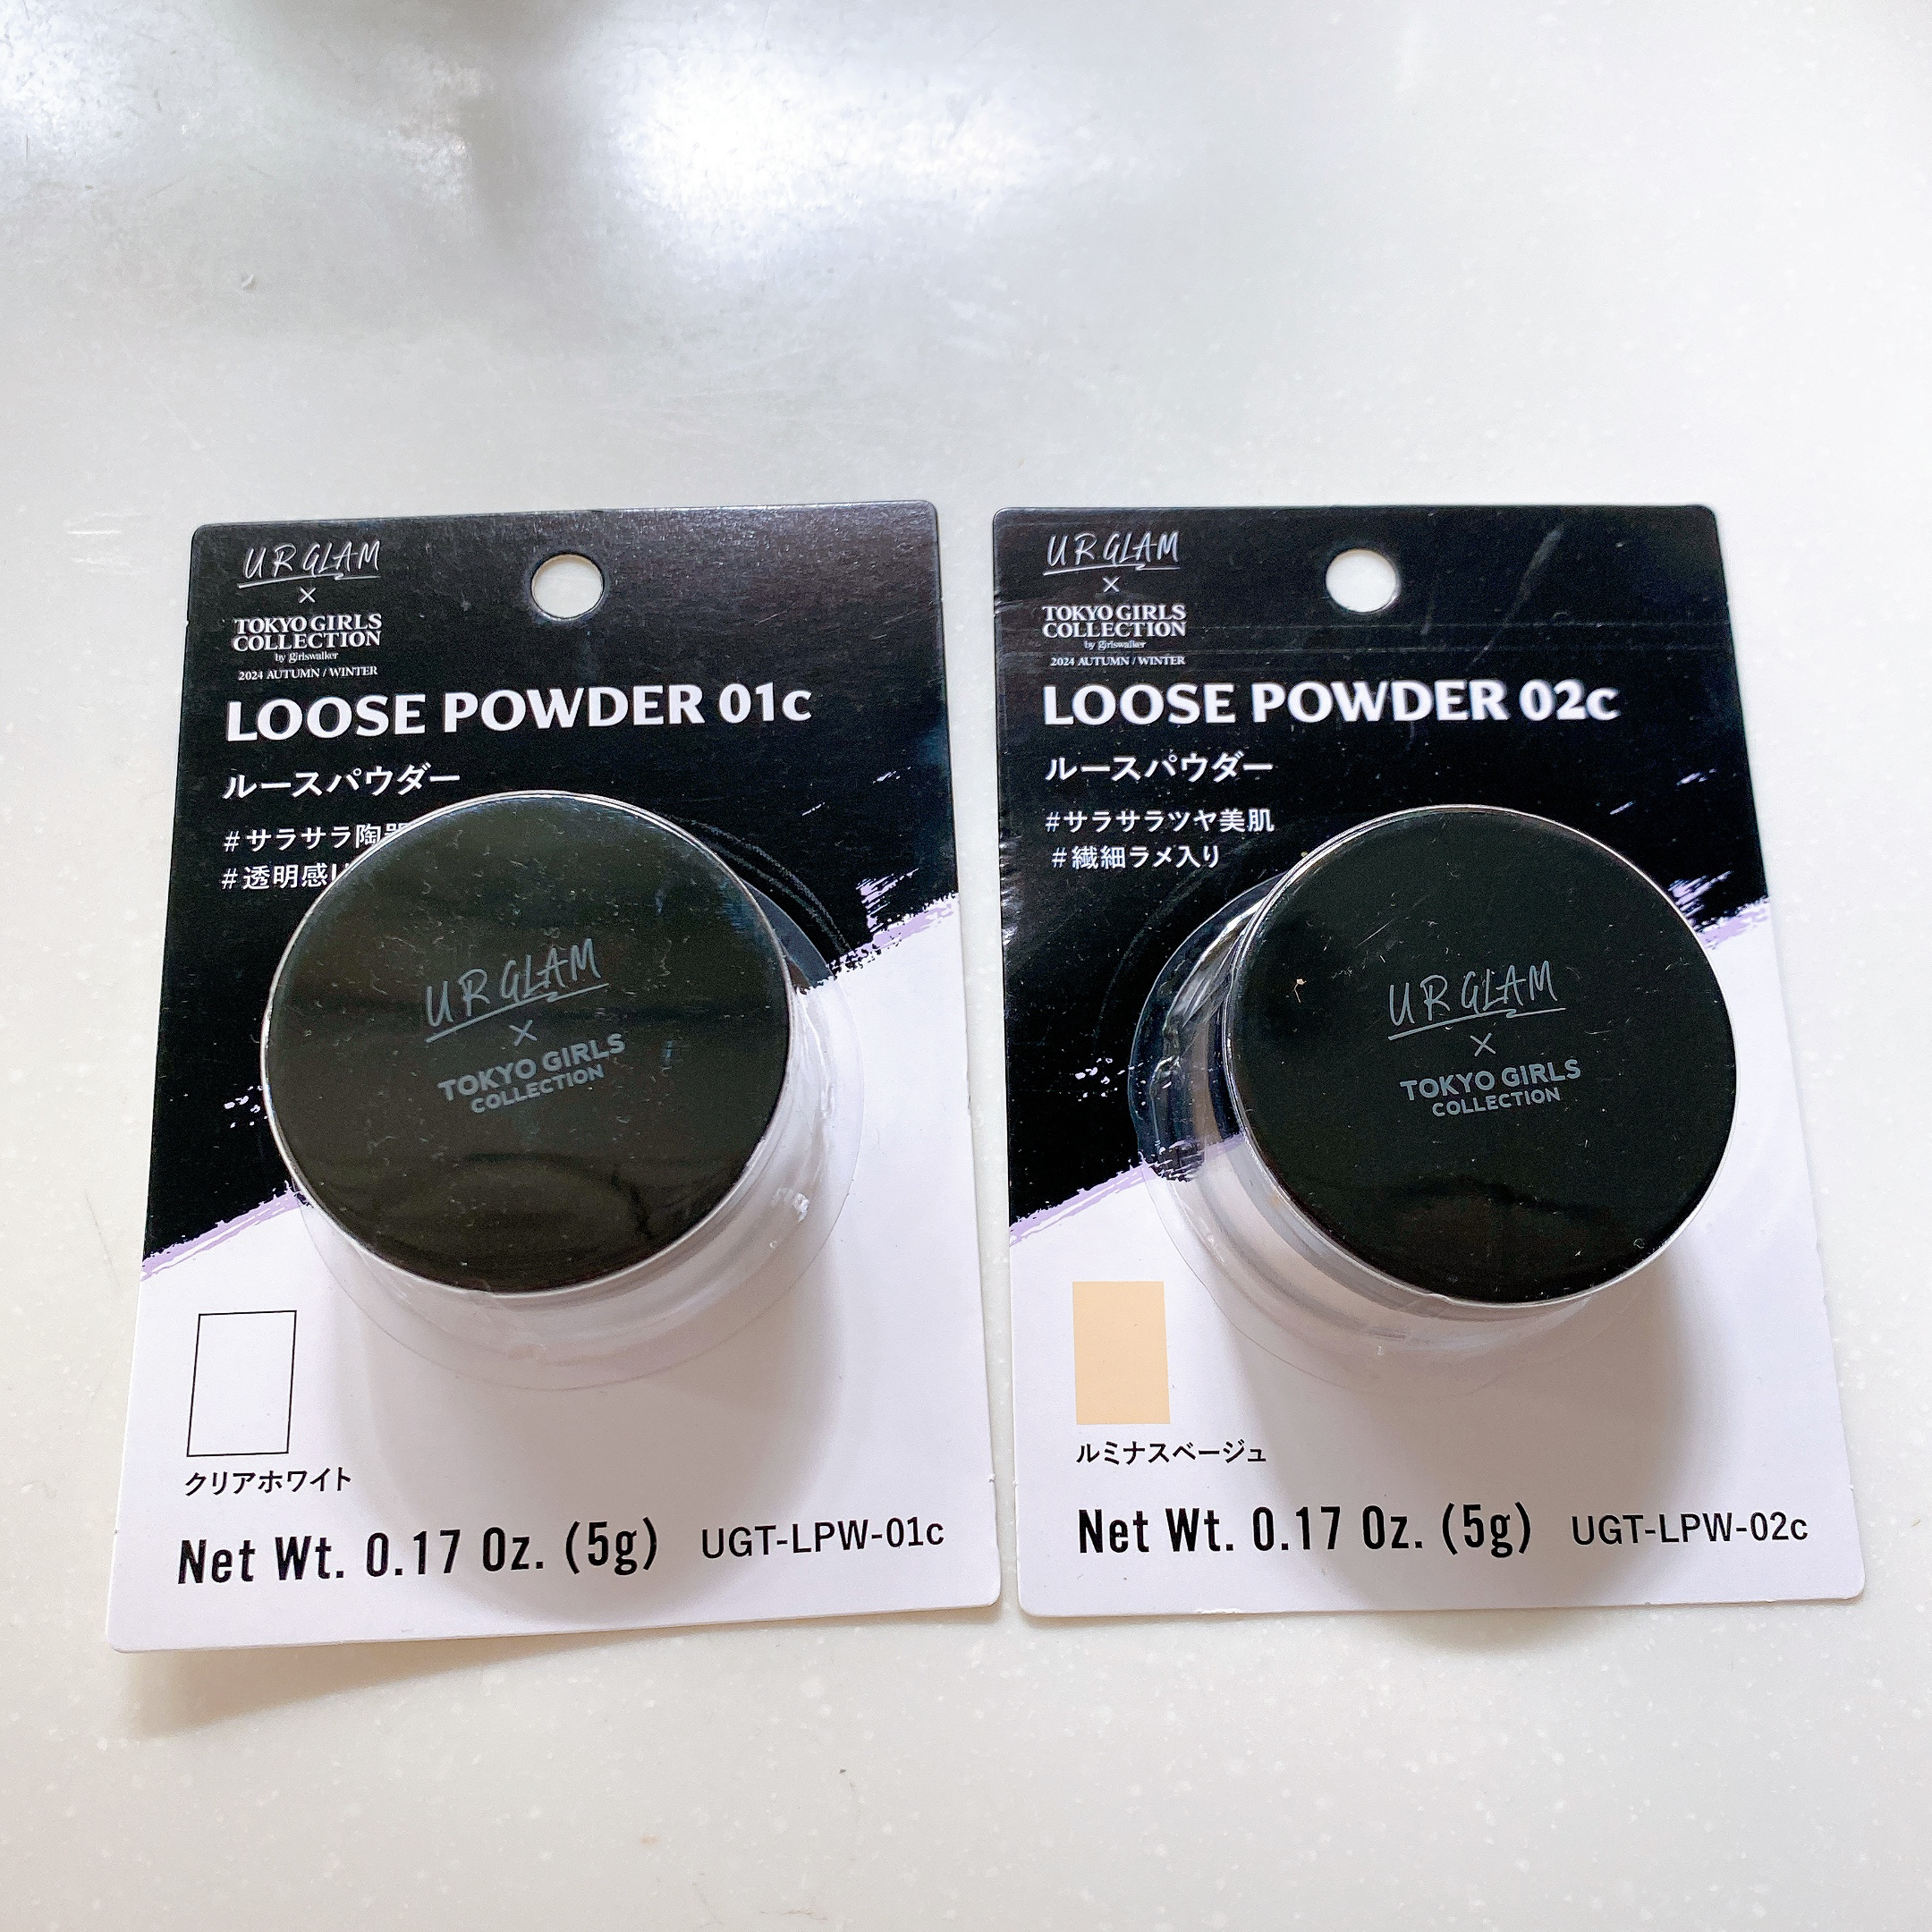 UR GLAM
×
TOKYO GIRLS
COLLECTION
by girlswalker
2024 AUTUMN / WINTER
LOOSE POWDER 01c
ルースパウダー
#サラサラ陶器
#透明感
UR GLAM
×
TOKYO GIRLS
COLLECTION
クリアホワイト
Net Wt. 0.17 Oz. (5g) UGT-LPW-01c
UR GLAM
×
TOKYO GIRLS
COLLECTION
by girlswalker
2024 AUTUMN / WINTER
LOOSE POWDER 02c
ルースパウダー
#サラサラツヤ美肌
#繊細ラメ入り
UR GLAM
×
TOKYO GIRLS
COLLECTION
ルミナスベージュ
Net Wt. 0.17 Oz. (5g) UGT-LPW-02c